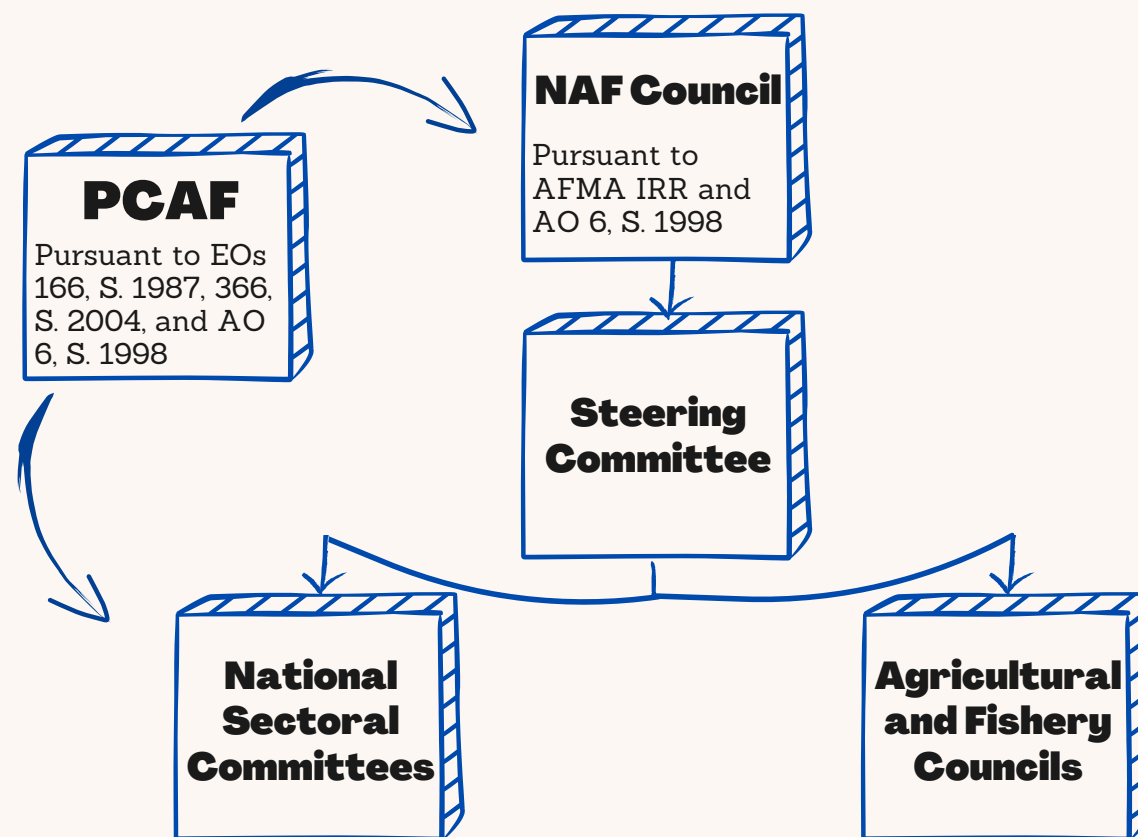 NAF Council
Pursuant to
AFMA IRR and
AO 6, S. 1998
PCAF
Pursuant to EOs
166, S. 1987, 366,
S. 2004, and AO
6, S. 1998
Steering
Committee
National
Sectoral
Committees
Agricultural
and Fishery
Councils